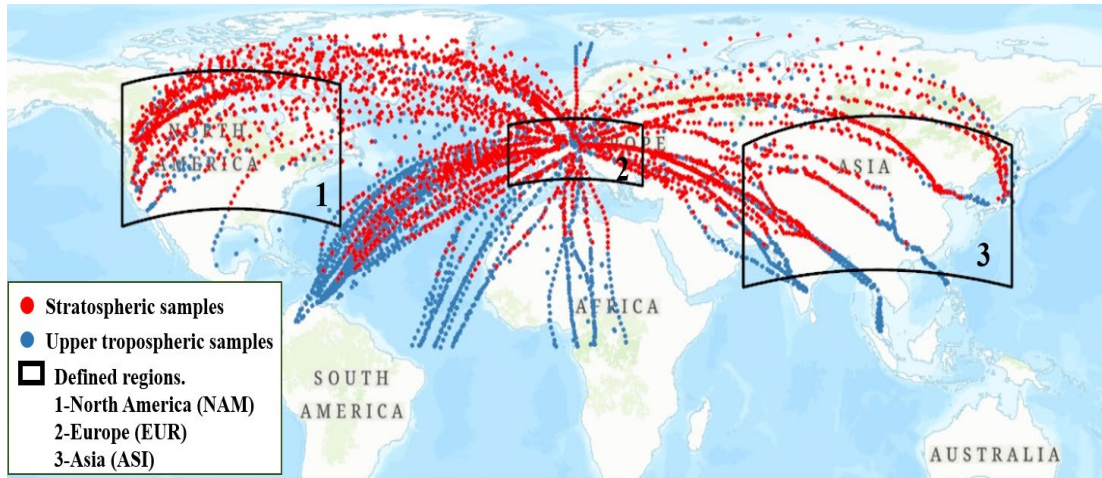 NORTH
AMERICA
1
EUROPE
2
ASIA
3
AFRICA
SOUTH
AMERICA
AUSTRALIA
Stratospheric samples
Upper tropospheric samples
Defined regions.
1-North America (NAM)
2-Europe (EUR)
3-Asia (ASI)